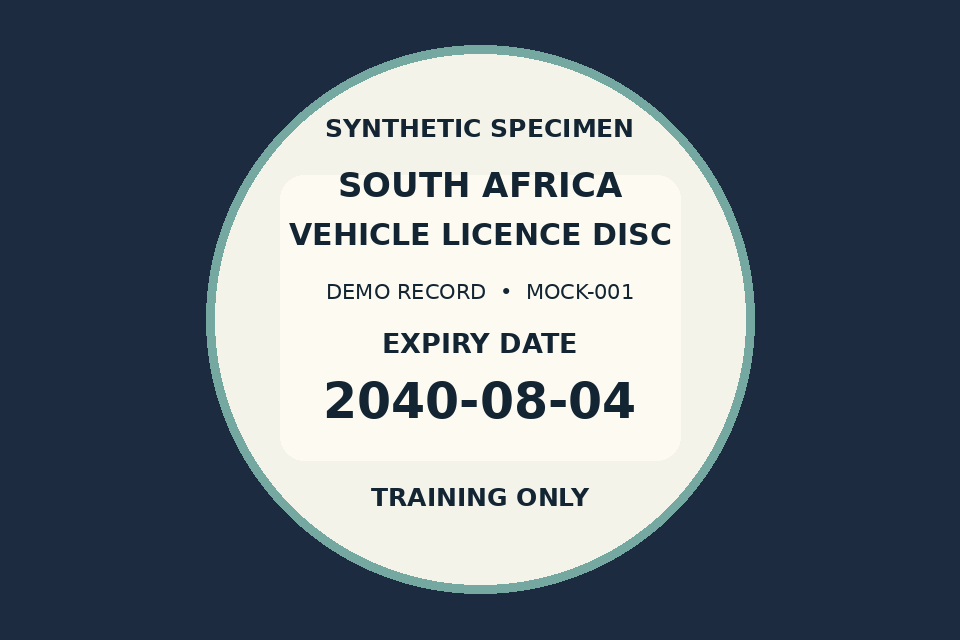 SYNTHETIC SPECIMEN
SOUTH AFRICA
VEHICLE LICENCE DISC
DEMO RECORD • MOCK-001
EXPIRY DATE
2040-08-04
TRAINING ONLY